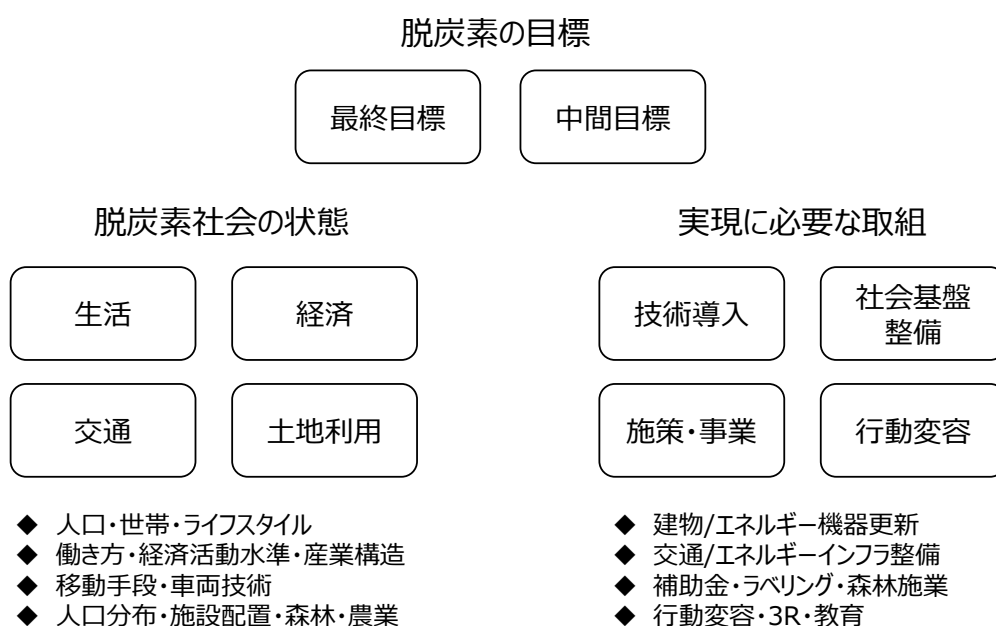 脱炭素の目標
最終目標
中間目標
脱炭素社会の状態
実現に必要な取組
生活
経済
技術導入
社会基盤
整備
交通
土地利用
施策・事業
行動変容
◆ 人口・世帯・ライフスタイル
◆ 働き方・経済活動水準・産業構造
◆ 移動手段・車両技術
◆ 人口分布・施設配置・森林・農業
◆ 建物/エネルギー機器更新
◆ 交通/エネルギーインフラ整備
◆ 補助金・ラベリング・森林施業
◆ 行動変容・3R・教育